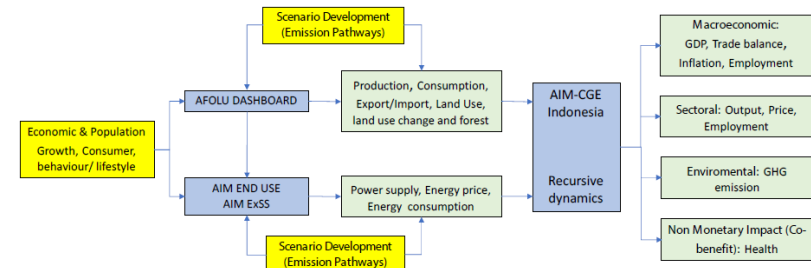 Scenario Development
(Emission Pathways)
Macroeconomic:
GDP, Trade balance,
Inflation, Employment
AFOLU DASHBOARD
Production, Consumption,
Export/Import, Land Use,
land use change and forest
AIM-CGE
Indonesia
Recursive
dynamics
Sectoral: Output, Price,
Employment
Economic & Population
Growth, Consumer,
behaviour/ lifestyle
AIM END USE
AIM ExSS
Power supply, Energy price,
Energy consumption
Enviromental: GHG
emission
Scenario Development
(Emission Pathways)
Non Monetary Impact (Co-
benefit): Health